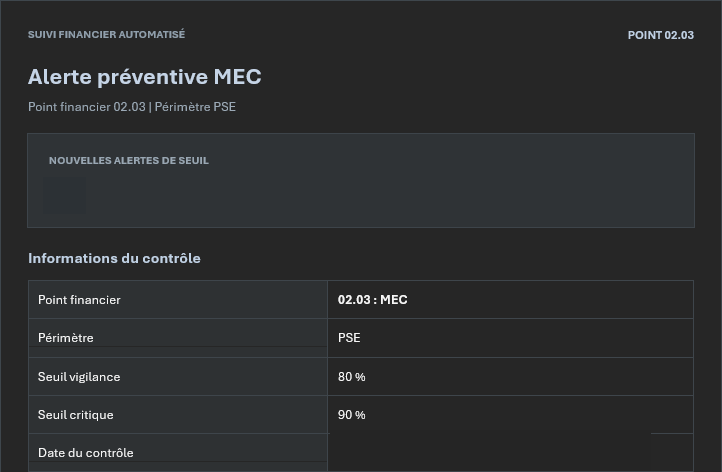 SUIVI FINANCIER AUTOMATISÉ
POINT 02.03
Alerte préventive MEC
Point financier 02.03 | Périmètre PSE
NOUVELLES ALERTES DE SEUIL
Informations du contrôle
Point financier 02.03 : MEC
Périmètre PSE
Seuil vigilance 80 %
Seuil critique 90 %
Date du contrôle